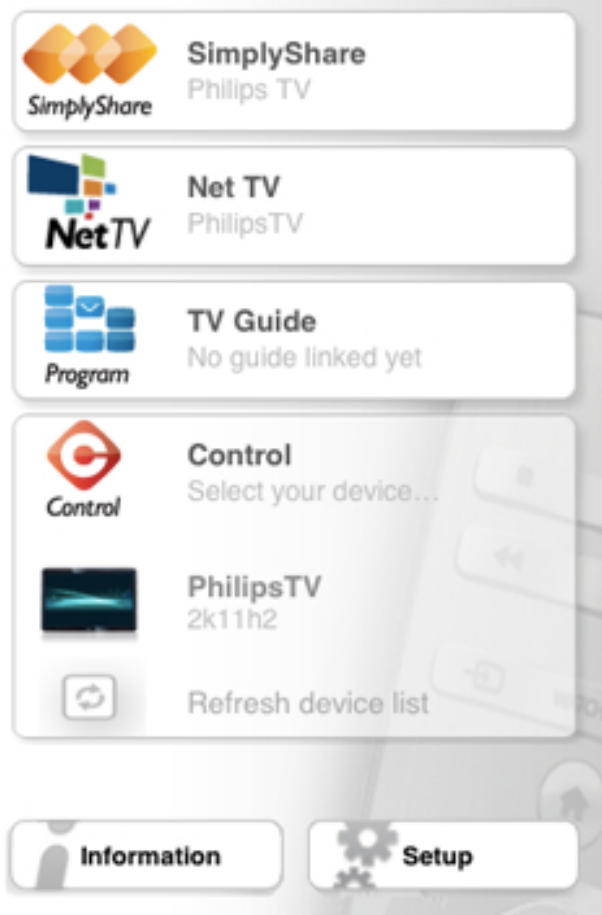 SimplyShare
SimplyShare
Philips TV
NetTV
Net TV
PhilipsTV
Program
TV Guide
No guide linked yet
Control
Control
Select your device...
PhilipsTV
2k11h2
Refresh device list
Information
Setup